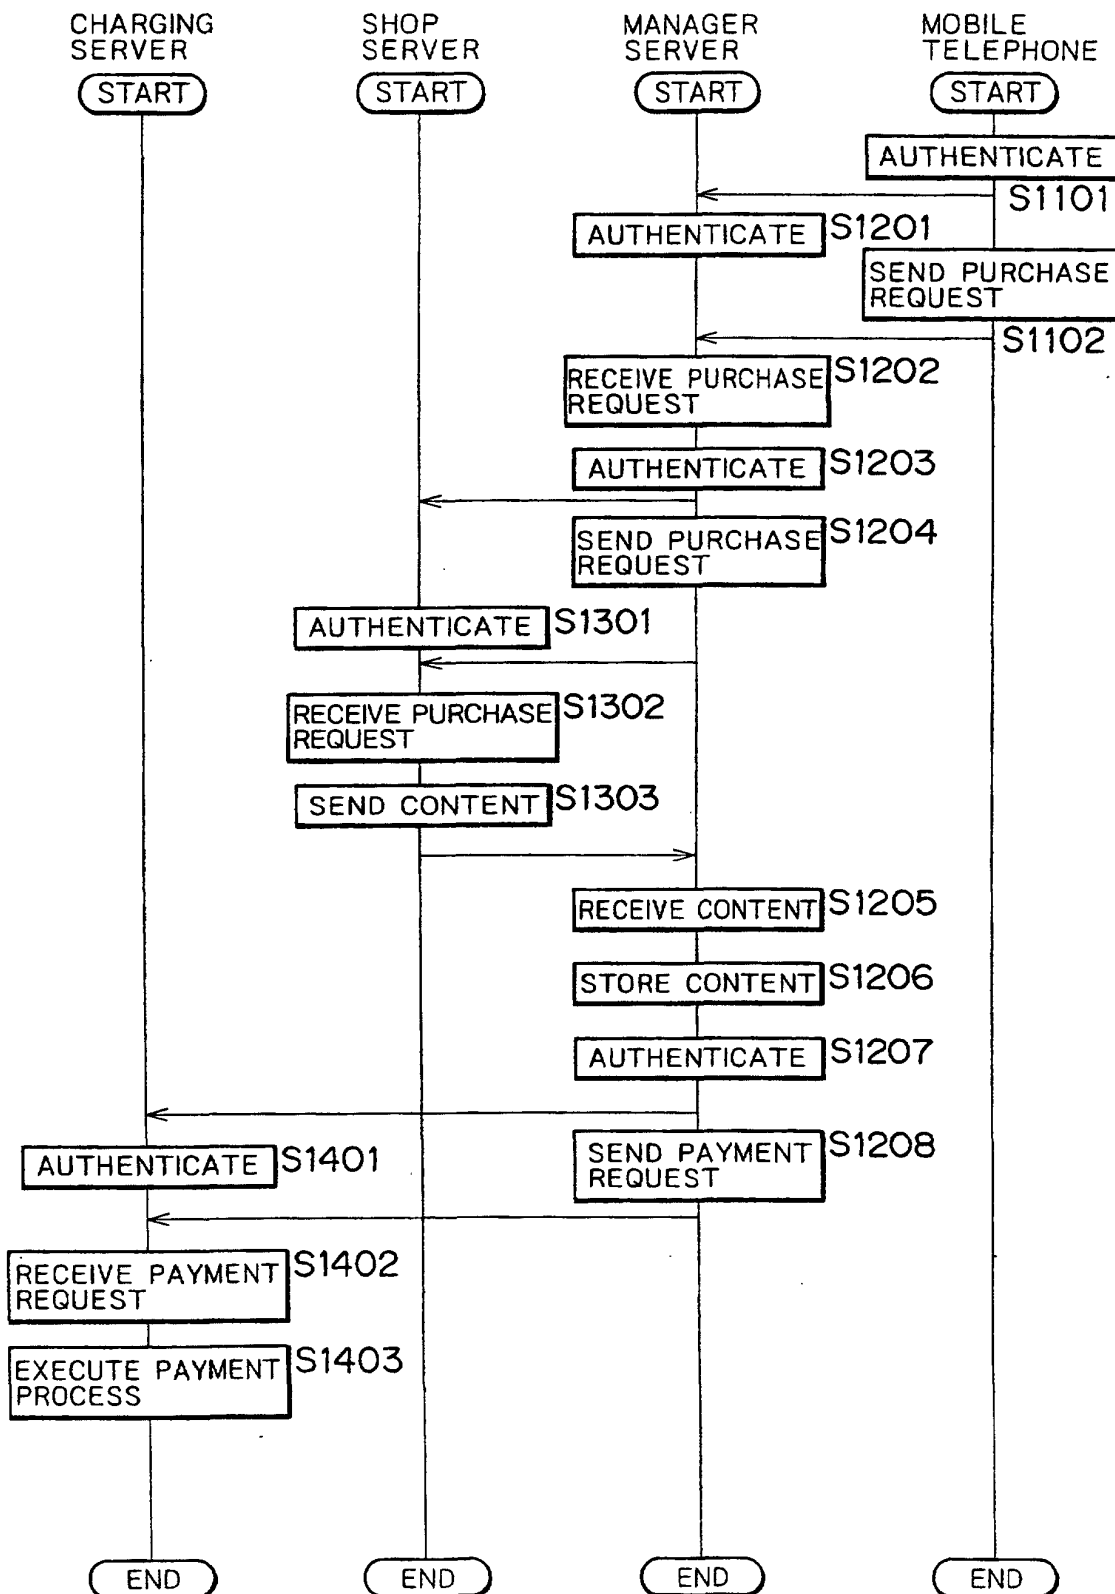 CHARGING
SERVER
SHOP
SERVER
MANAGER
SERVER
MOBILE
TELEPHONE
START
START
START
START
AUTHENTICATE
S1101
AUTHENTICATE
S1201
SEND PURCHASE
REQUEST
S1102
RECEIVE PURCHASE
REQUEST
S1202
AUTHENTICATE
S1203
SEND PURCHASE
REQUEST
S1204
AUTHENTICATE
S1301
RECEIVE PURCHASE
REQUEST
S1302
SEND CONTENT
S1303
RECEIVE CONTENT
S1205
STORE CONTENT
S1206
AUTHENTICATE
S1207
SEND PAYMENT
REQUEST
S1208
AUTHENTICATE
S1401
RECEIVE PAYMENT
REQUEST
S1402
EXECUTE PAYMENT
PROCESS
S1403
END
END
END
END